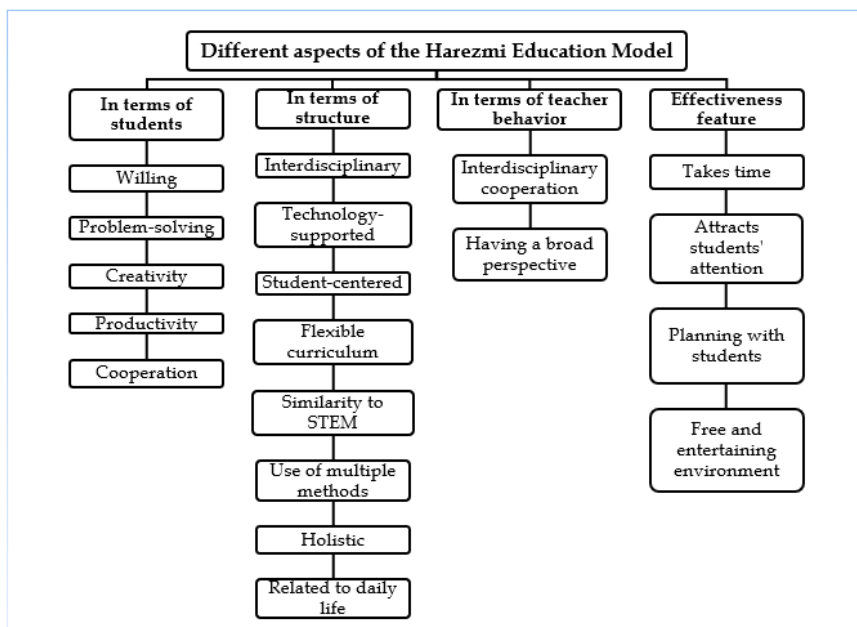 Different aspects of the Harezmi Education Model
In terms of
students
Willing
Problem-solving
Creativity
Productivity
Cooperation
In terms of
structure
Interdisciplinary
Technology-
supported
Student-centered
Flexible
curriculum
Similarity to
STEM
Use of multiple
methods
Holistic
Related to daily
life
In terms of teacher
behavior
Interdisciplinary
cooperation
Having a broad
perspective
Effectiveness
feature
Takes time
Attracts
students'
attention
Planning with
students
Free and
entertaining
environment